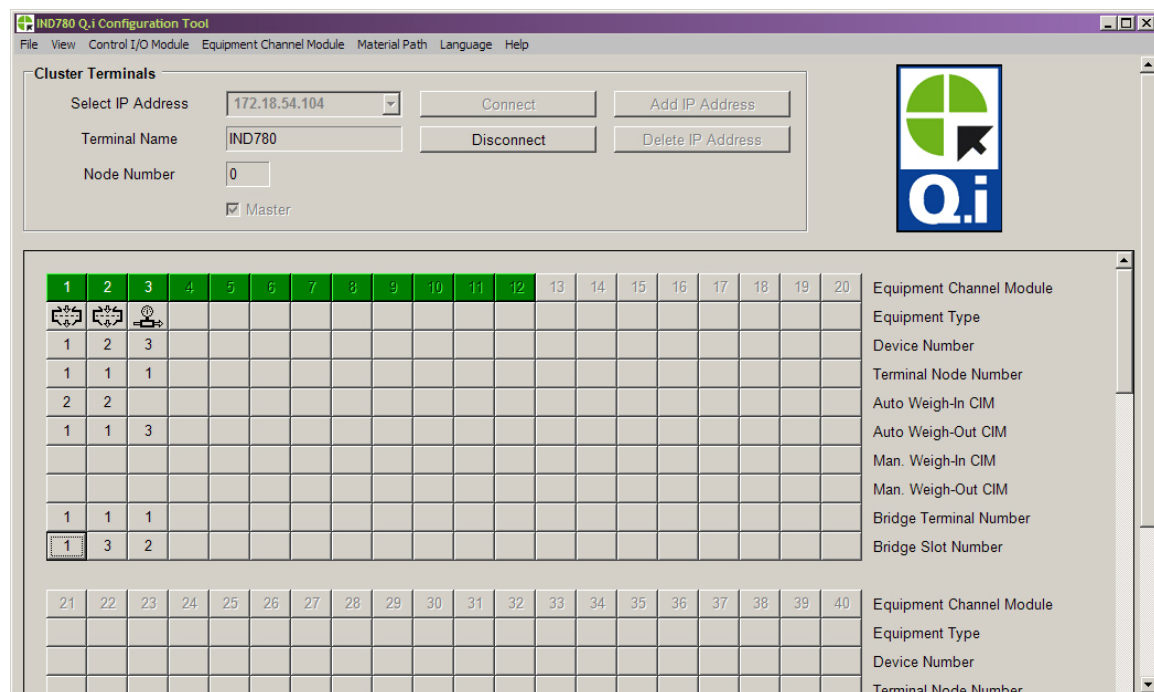 IND780 Q.i Configuration Tool
File View Control I/O Module Equipment Channel Module Material Path Language Help
Cluster Terminals
Select IP Address 172.18.54.104 Connect Add IP Address
Terminal Name IND780 Disconnect Delete IP Address
Node Number 0
Master
Q.i
1 2 3 4 5 6 7 8 9 10 11 12 13 14 15 16 17 18 19 20 Equipment Channel Module
Equipment Type
1 2 3 Device Number
1 1 1 Terminal Node Number
2 2 Auto Weigh-In CIM
1 1 3 Auto Weigh-Out CIM
Man. Weigh-In CIM
Man. Weigh-Out CIM
1 1 1 Bridge Terminal Number
1 3 2 Bridge Slot Number
21 22 23 24 25 26 27 28 29 30 31 32 33 34 35 36 37 38 39 40 Equipment Channel Module
Equipment Type
Device Number
Terminal Node Number